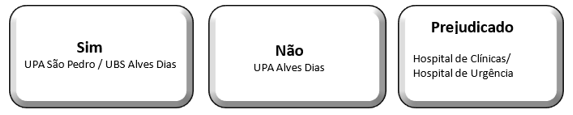 Sim
UPA São Pedro / UBS Alves Dias
Não
UPA Alves Dias
Prejudicado
Hospital de Clínicas/
Hospital de Urgência